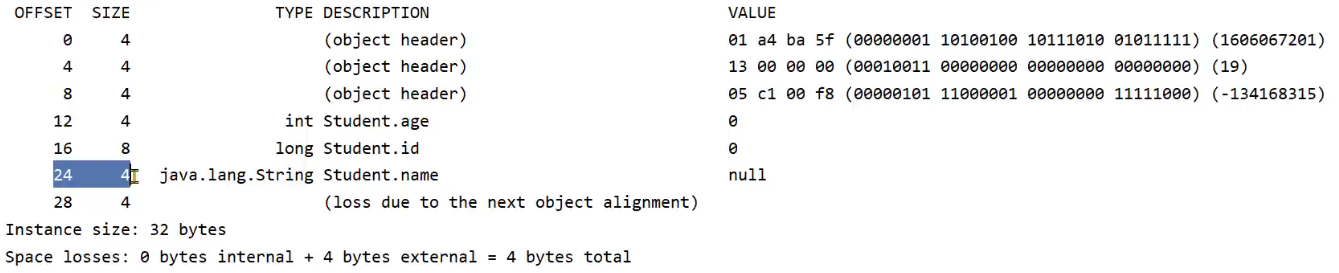 OFFSET  SIZE               TYPE DESCRIPTION                               VALUE
     0     4                    (object header)                           01 a4 ba 5f (00000001 10100100 10111010 01011111) (1606067201)
     4     4                    (object header)                           13 00 00 00 (00010011 00000000 00000000 00000000) (19)
     8     4                    (object header)                           05 c1 00 f8 (00000101 11000001 00000000 11111000) (-134168315)
    12     4                int Student.age                               0
    16     8               long Student.id                                0
    24     4   java.lang.String Student.name                              null
    28     4                    (loss due to the next object alignment)
Instance size: 32 bytes
Space losses: 0 bytes internal + 4 bytes external = 4 bytes total